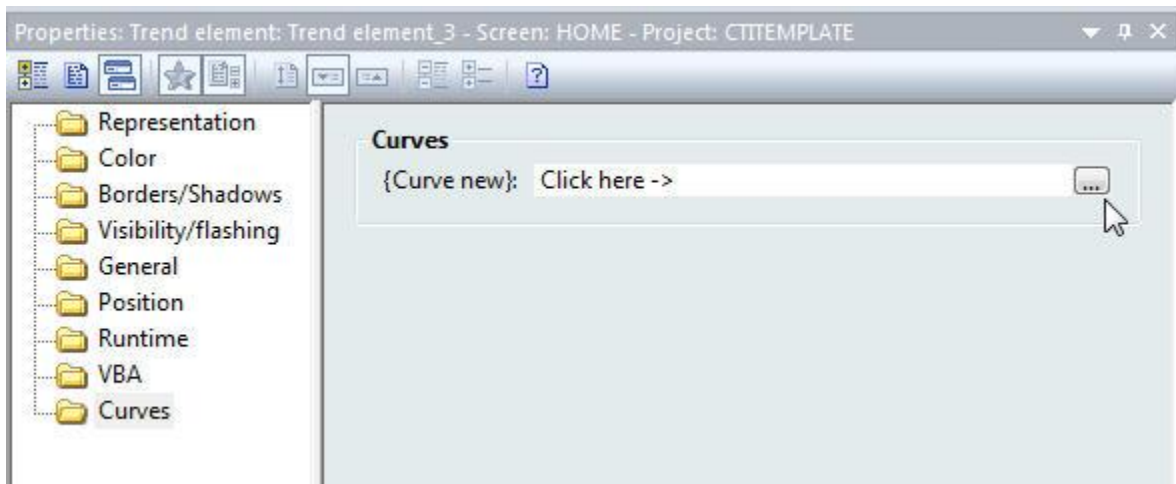 Properties: Trend element: Trend element_3 - Screen: HOME - Project: CTITEMPLATE
Representation
Color
Borders/Shadows
Visibility/flashing
General
Position
Runtime
VBA
Curves
Curves
{Curve new}: Click here -> ...